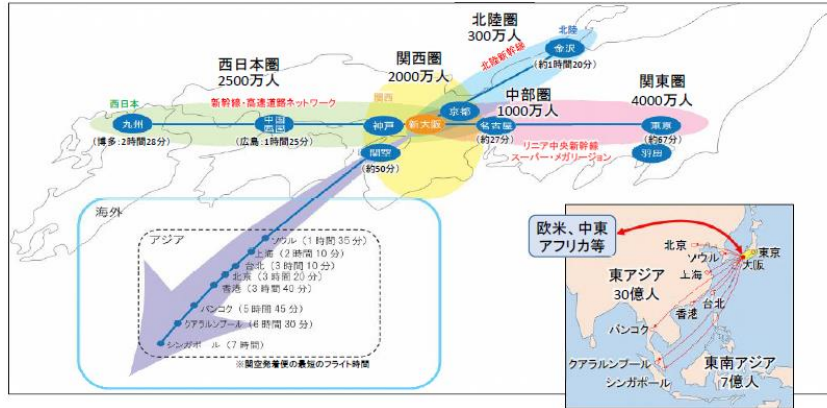 北陸圏
300万人
北陸
北陸新幹線
金沢
(約1時間20分)
西日本圏
2500万人
関西圏
2000万人
関東圏
4000万人
中部圏
1000万人
西日本
新幹線・高速道路ネットワーク
関西
京都
九州
中国
四国
神戸
新大阪
名古屋
東京
(博多:2時間28分)
(広島:1時間25分)
(約27分)
(約67分)
関空
(約50分)
リニア中央新幹線
スーパー・メガリージョン
羽田
海外
アジア
ソウル(1時間35分)
上海(2時間10分)
台北(3時間10分)
北京(3時間20分)
香港(3時間40分)
バンコク(5時間45分)
クアラルンプール(6時間30分)
シンガポール(7時間)
※関空発着便の最短のフライト時間
欧米、中東
アフリカ等
北京
ソウル
東京
大阪
上海
東アジア
30億人
台北
香港
バンコク
クアラルンプール
シンガポール
東南アジア
7億人